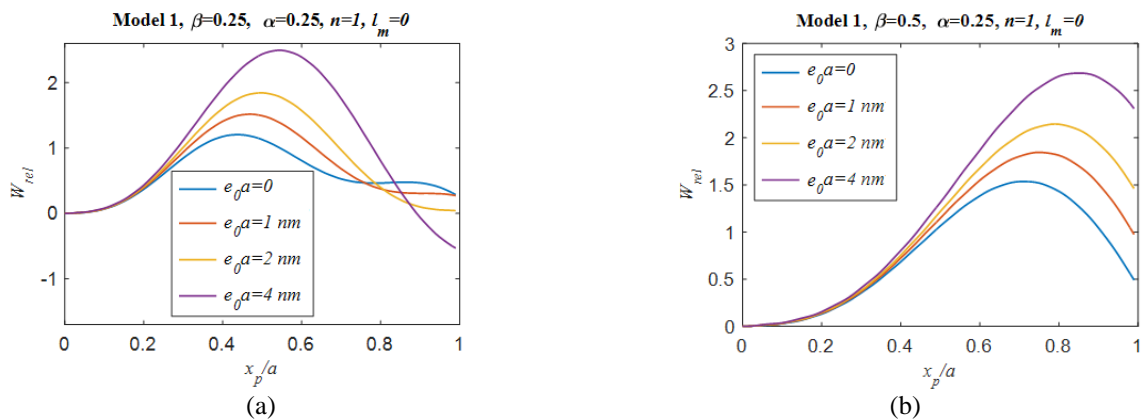 Model 1, β=0.25, α=0.25, n=1, l_m=0
W_rel
2
1
0
-1
e_0a=0
e_0a=1 nm
e_0a=2 nm
e_0a=4 nm
0 0.2 0.4 0.6 0.8 1
x_p/a
(a)
Model 1, β=0.5, α=0.25, n=1, l_m=0
W_rel
3
2.5
2
1.5
1
0.5
0
e_0a=0
e_0a=1 nm
e_0a=2 nm
e_0a=4 nm
0 0.2 0.4 0.6 0.8 1
x_p/a
(b)